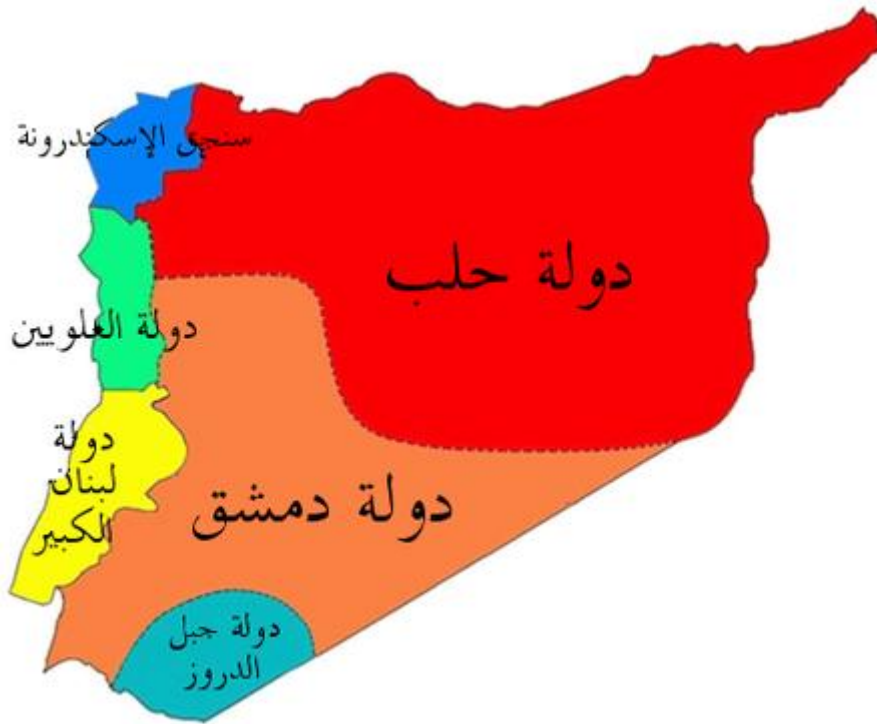 سنجق الإسكندرونة
دولة حلب
دولة العلويين
دولة
لبنان
الكبير
دولة دمشق
دولة جبل
الدروز